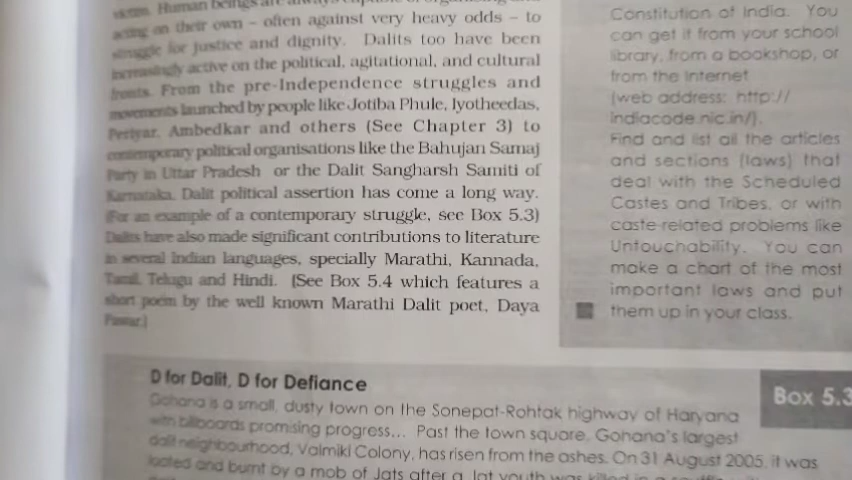 victim. Human beings are always capable of organising and
acting on their own – often against very heavy odds – to
struggle for justice and dignity. Dalits too have been
increasingly active on the political, agitational, and cultural
fronts. From the pre-Independence struggles and
movements launched by people like Jotiba Phule, Iyotheedas,
Periyar, Ambedkar and others (See Chapter 3) to
contemporary political organisations like the Bahujan Samaj
Party in Uttar Pradesh or the Dalit Sangharsh Samiti of
Karnataka, Dalit political assertion has come a long way.
(For an example of a contemporary struggle, see Box 5.3)
Dalits have also made significant contributions to literature
in several Indian languages, specially Marathi, Kannada,
Tamil, Telugu and Hindi. (See Box 5.4 which features a
short poem by the well known Marathi Dalit poet, Daya
Pawar.)
Constitution of India. You
can get it from your school
library, from a bookshop, or
from the Internet
(web address: http://
indiacode.nic.in/).
Find and list all the articles
and sections (laws) that
deal with the Scheduled
Castes and Tribes, or with
caste-related problems like
Untouchability. You can
make a chart of the most
important laws and put
them up in your class.
D for Dalit, D for Defiance
Box 5.3
Gohana is a small, dusty town on the Sonepat-Rohtak highway of Haryana
with billboards promising progress... Past the town square, Gohana's largest
dalit neighbourhood, Valmiki Colony, has risen from the ashes. On 31 August 2005, it was
looted and burnt by a mob of Jats after a Jat youth was killed in a scuffle